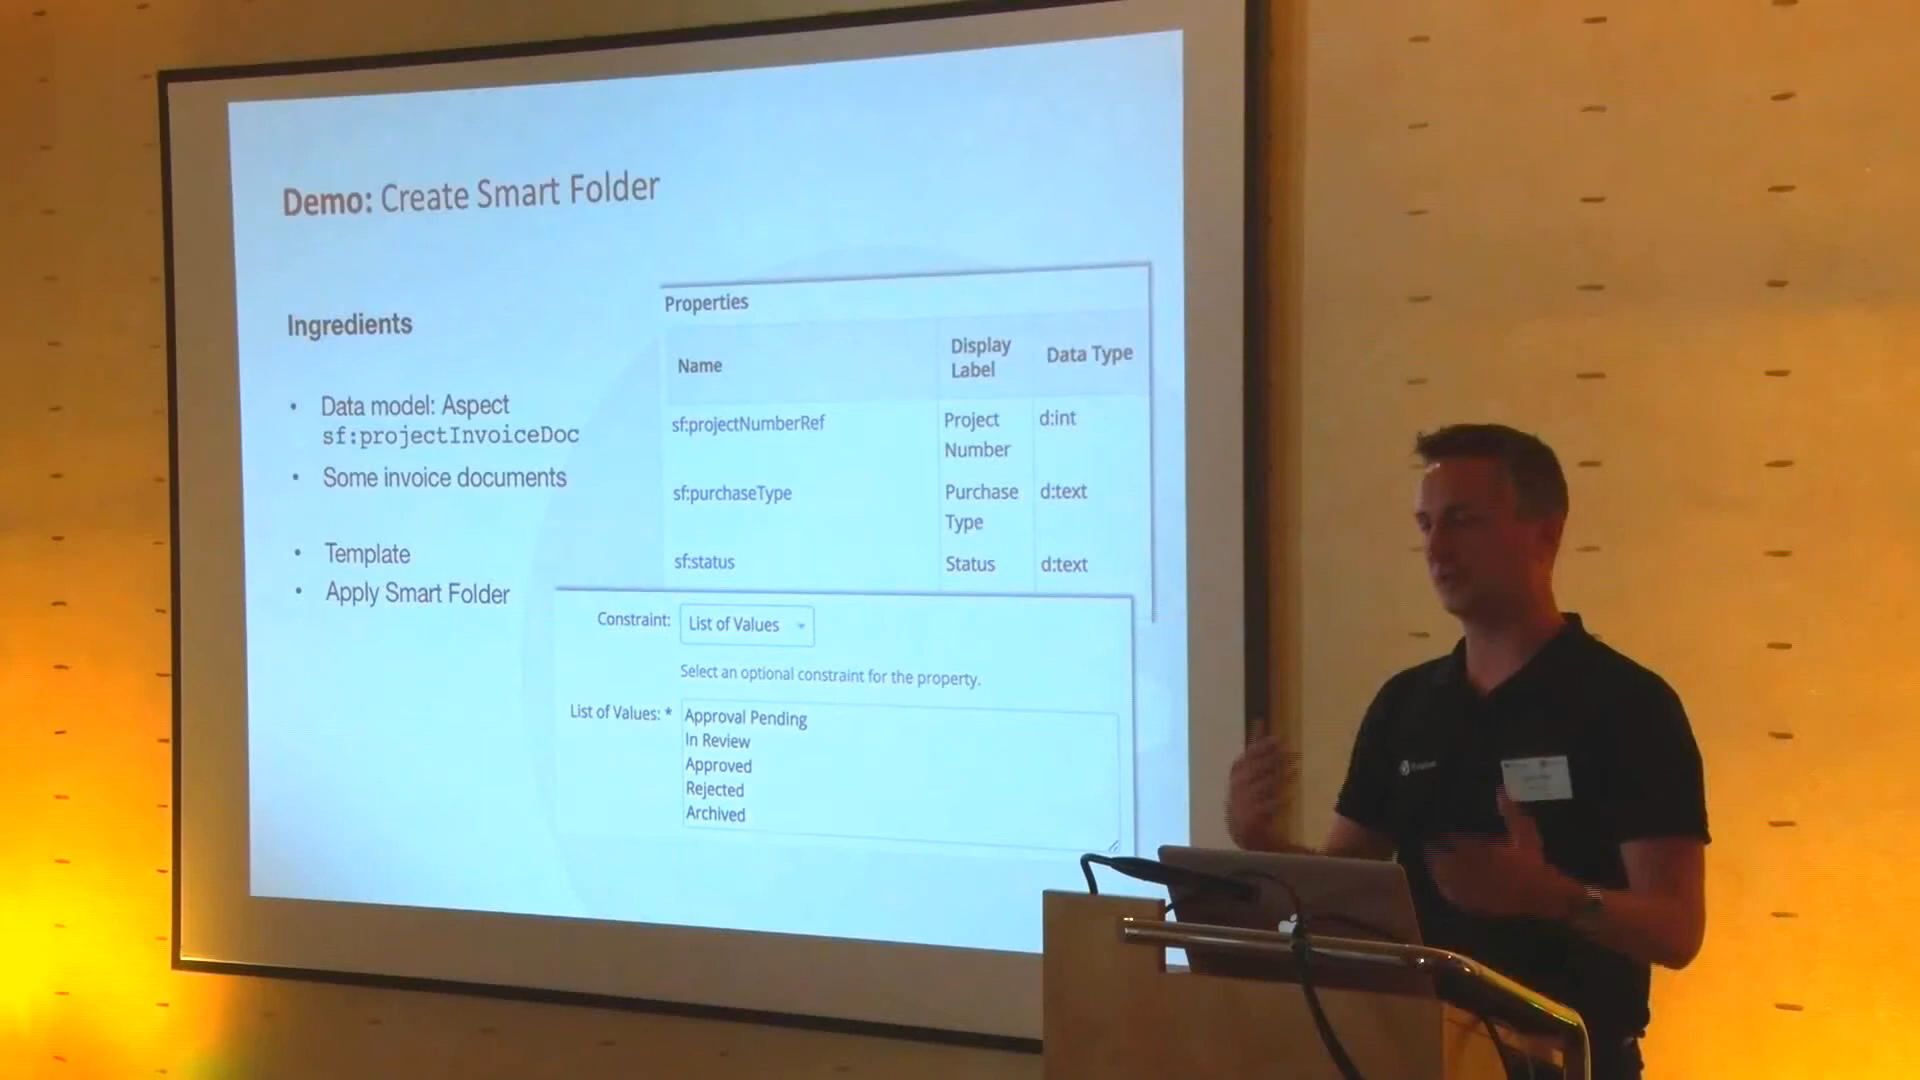 Demo: Create Smart Folder
Ingredients
• Data model: Aspect
sf:projectInvoiceDoc
• Some invoice documents
• Template
• Apply Smart Folder
Properties
Name Display Label Data Type
sf:projectNumberRef Project Number d:int
sf:purchaseType Purchase Type d:text
sf:status Status d:text
Constraint: List of Values
Select an optional constraint for the property.
List of Values: * Approval Pending
In Review
Approved
Rejected
Archived